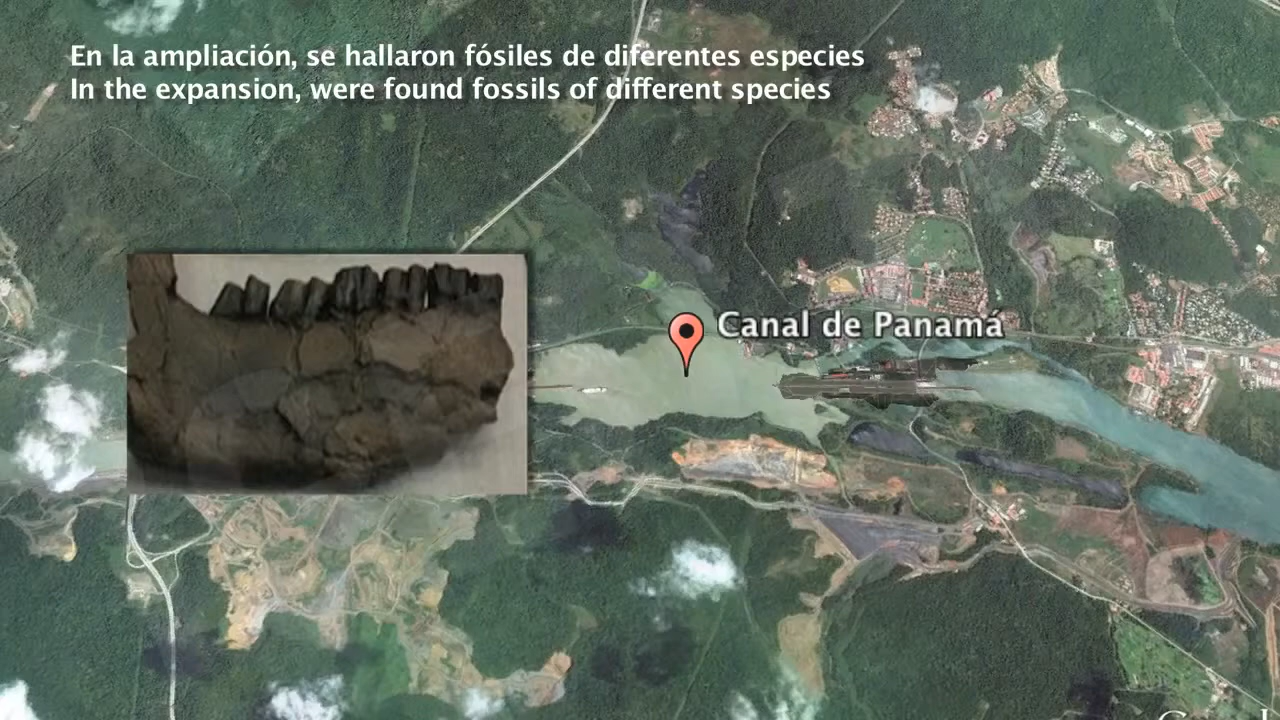 En la ampliación, se hallaron fósiles de diferentes especies
In the expansion, were found fossils of different species
Canal de Panamá